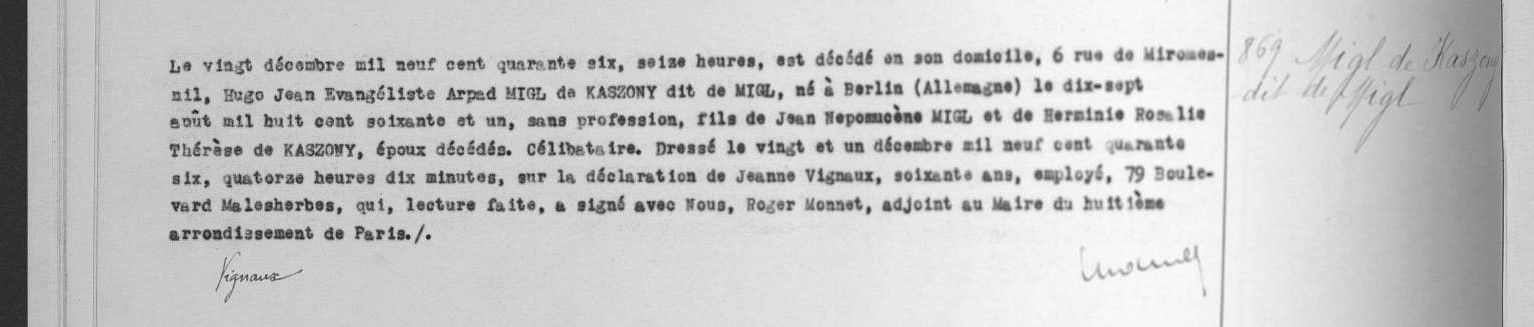 Le vingt décembre mil neuf cent quarante six, seize heures, est décédé en son domicile, 6 rue de Miromes-
nil, Hugo Jean Evangéliste Arpad MIGL de KASZONY dit de MIGL, né à Berlin (Allemagne) le dix-sept
août mil huit cent soixante et un, sans profession, fils de Jean Nepomucène MIGL et de Herminie Rosalie
Thérèse de KASZONY, époux décédés. Célibataire. Dressé le vingt et un décembre mil neuf cent quarante
six, quatorze heures dix minutes, sur la déclaration de Jeanne Vignaux, soixante ans, employé, 79 Boule-
vard Malesherbes, qui, lecture faite, a signé avec Nous, Roger Monnet, adjoint au Maire du huitième
arrondissement de Paris./.
Vignaux
869 Migl de Kaszony
dit de Migl